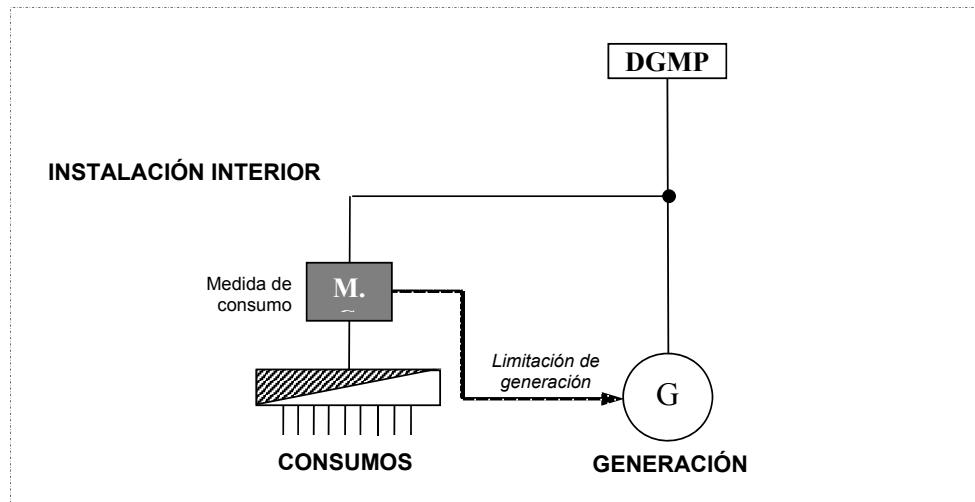 DGMP
INSTALACIÓN INTERIOR
Medida de
consumo
M.
~
Limitación de
generación
G
CONSUMOS
GENERACIÓN